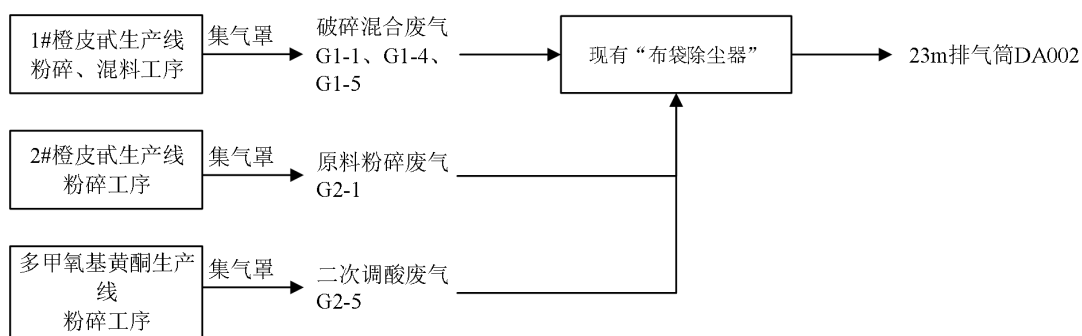 1#橙皮甙生产线
粉碎、混料工序
集气罩
破碎混合废气
G1-1、G1-4、
G1-5
现有“布袋除尘器”
23m排气筒DA002
2#橙皮甙生产线
粉碎工序
集气罩
原料粉碎废气
G2-1
多甲氧基黄酮生产
线
粉碎工序
集气罩
二次调酸废气
G2-5